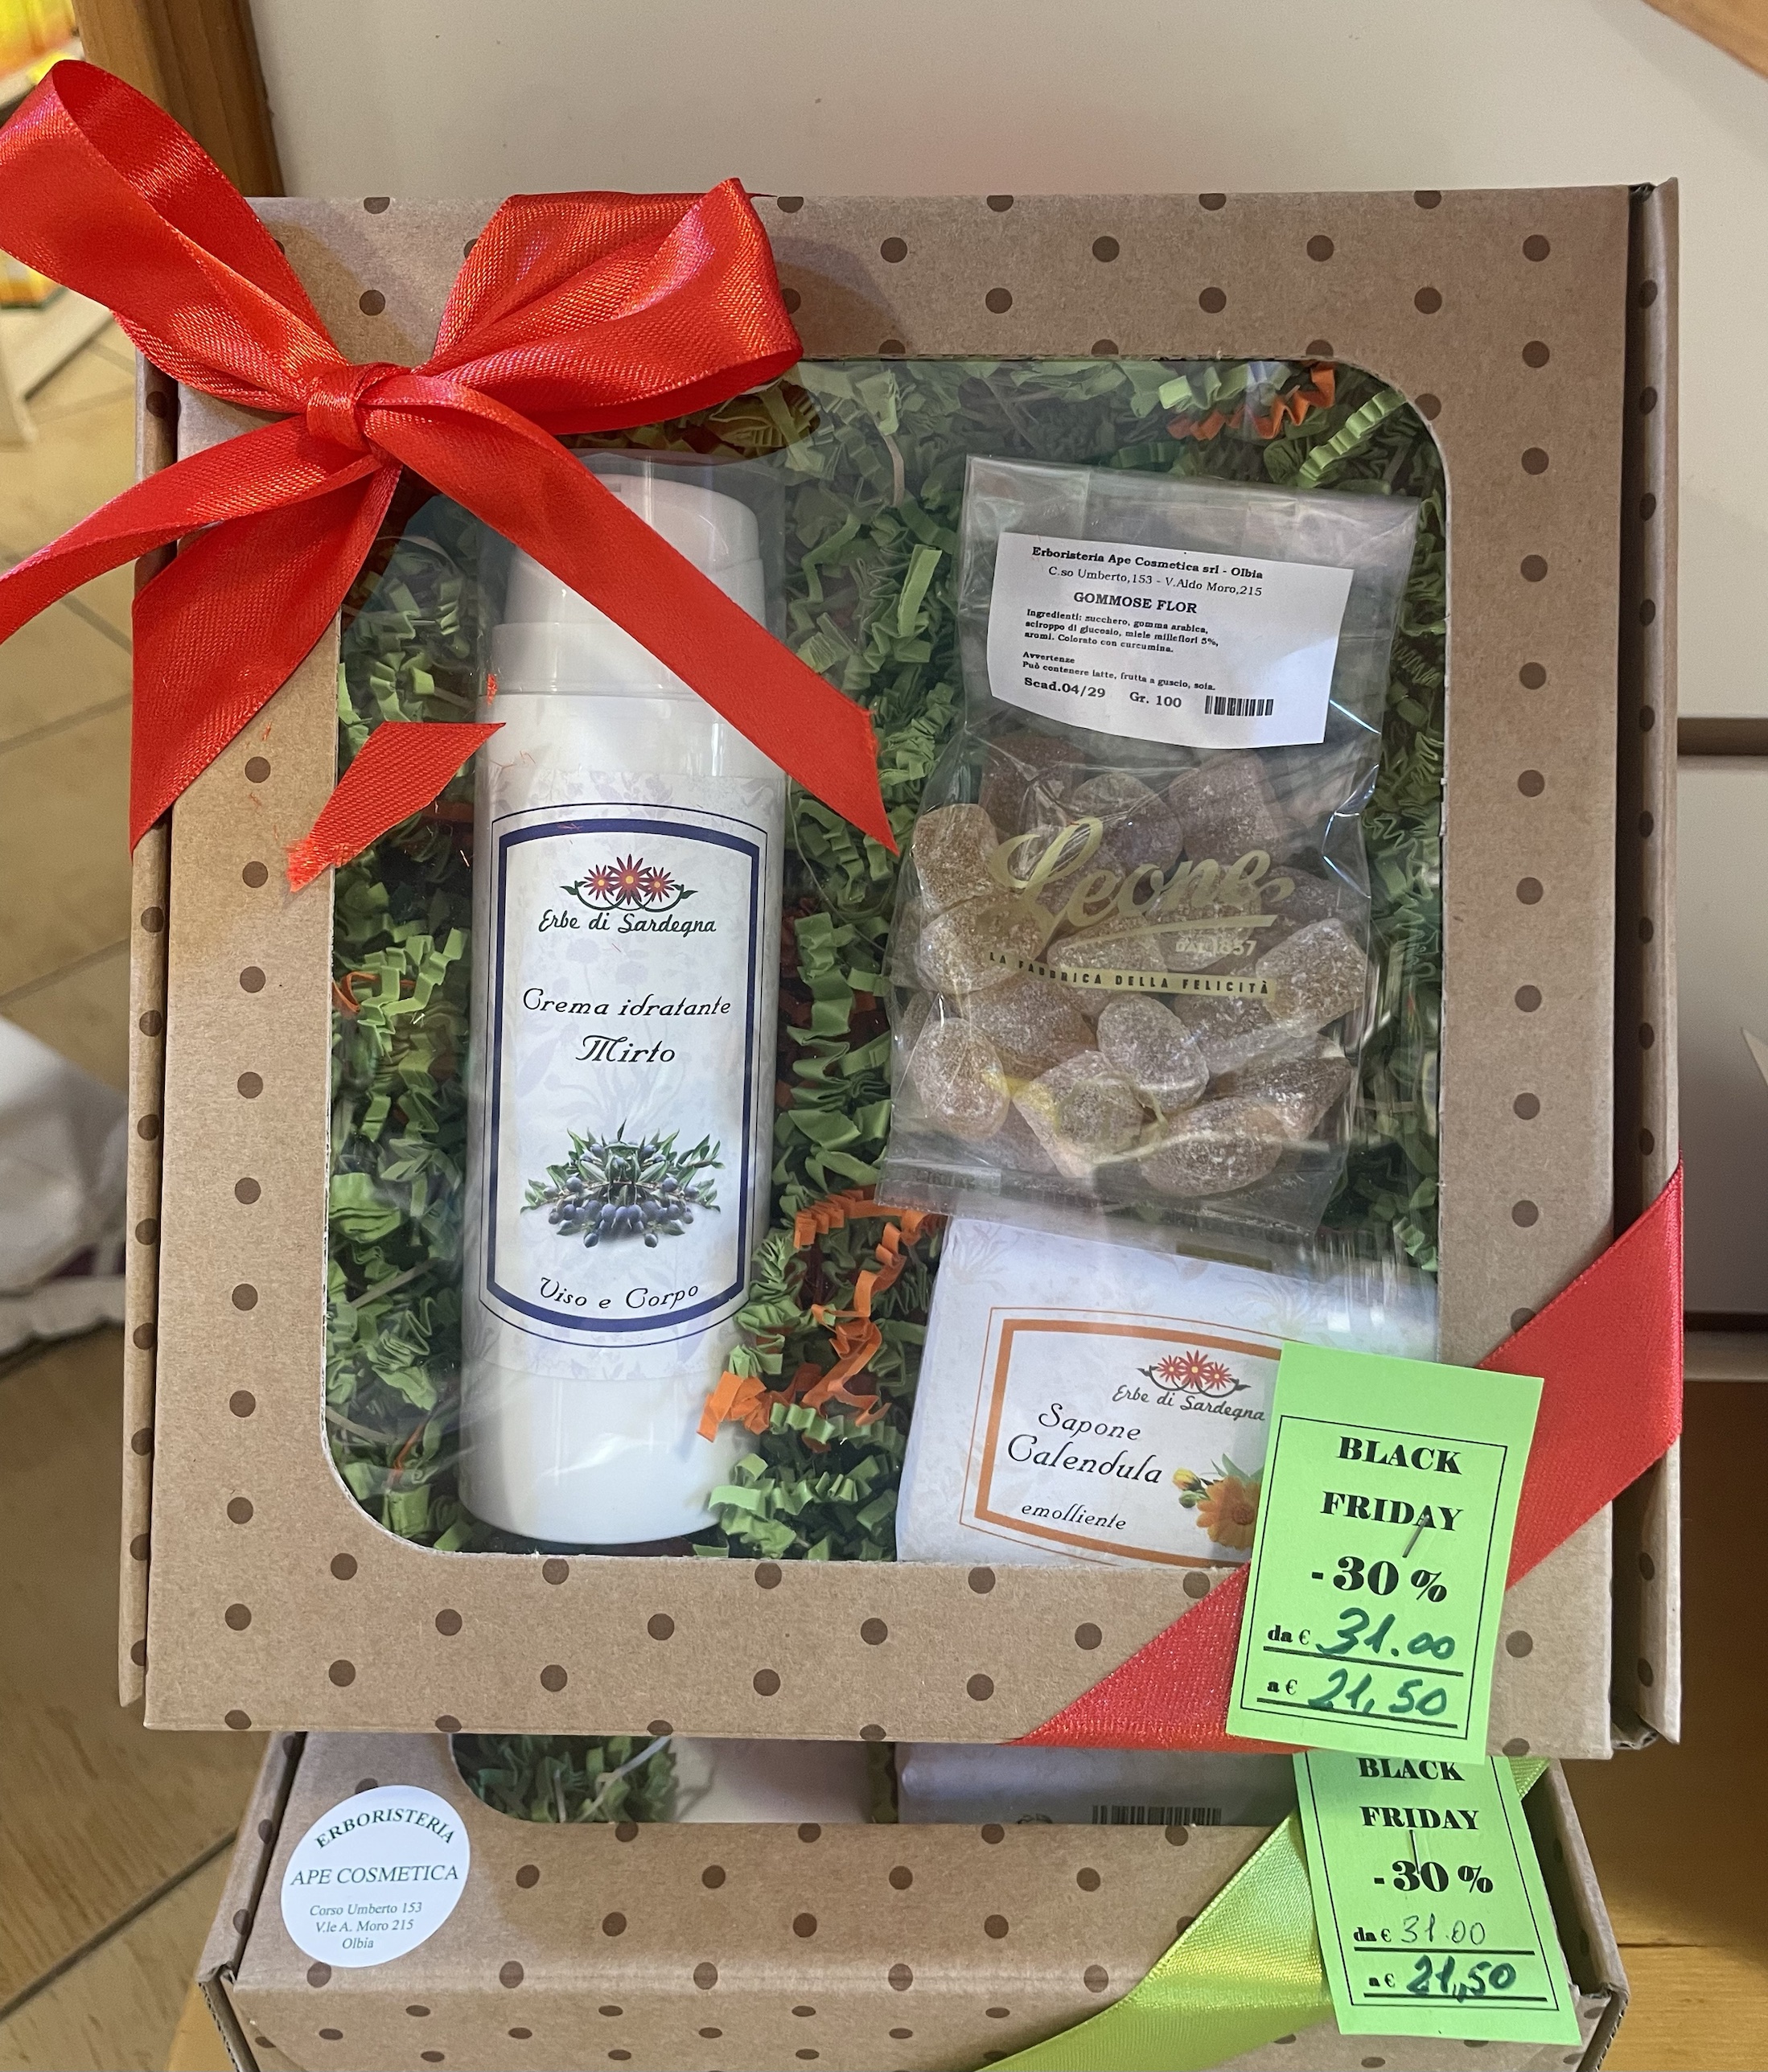 Erboristeria Ape Cosmetica srl - Olbia
C.so Umberto,153 - V.Aldo Moro,215
GOMMOSE FLOR
Ingredienti: zucchero, gomma arabica,
sciroppo di glucosio, miele millefiori 5%,
aromi. Colorato con curcumina.
Avvertenze
Può contenere latte, frutta a guscio, soia.
Scad.04/29 Gr. 100
Leone
DAL 1857
LA FABBRICA DELLA FELICITÀ
Erbe di Sardegna
Crema idratante
Mirto
Viso e Corpo
Erbe di Sardegna
Sapone
Calendula
emolliente
BLACK
FRIDAY
-30%
da € 31.00
a € 21,50
ERBORISTERIA
APE COSMETICA
Corso Umberto 153
V.le A. Moro 215
Olbia
BLACK
FRIDAY
-30%
da € 31.00
a € 21,50